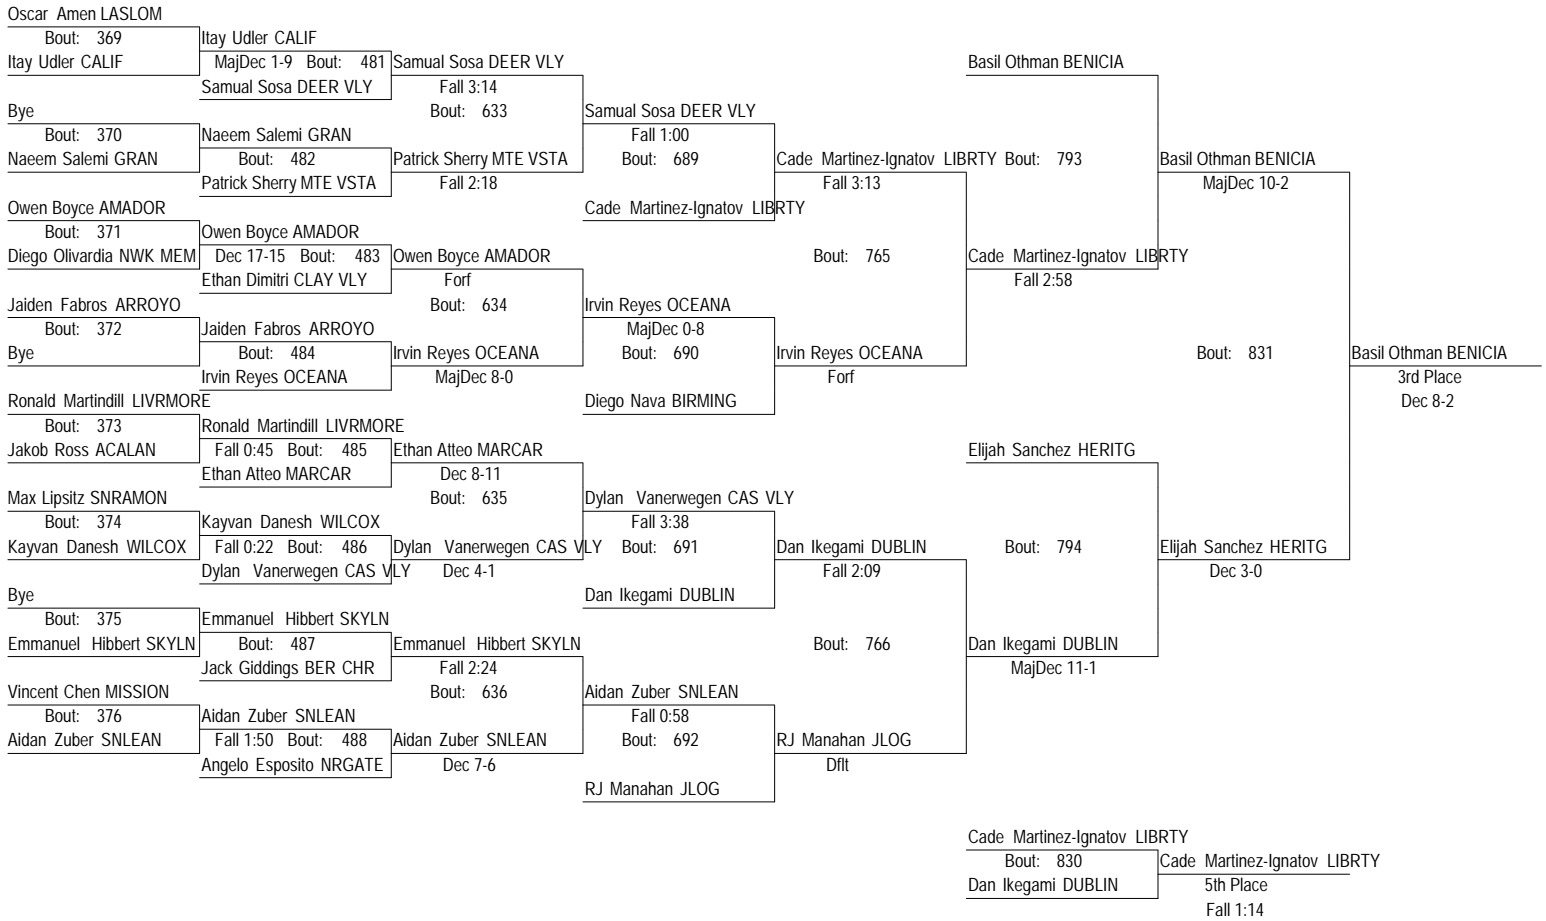 Oscar Amen LASLOM
Bout: 369
Itay Udler CALIF
Bye
Bout: 370
Naeem Salemi GRAN
Owen Boyce AMADOR
Bout: 371
Diego Olivardia NWK MEM
Jaiden Fabros ARROYO
Bout: 372
Bye
Ronald Martindill LIVRMORE
Bout: 373
Jakob Ross ACALAN
Max Lipsitz SNRAMON
Bout: 374
Kayvan Danesh WILCOX
Bye
Bout: 375
Emmanuel Hibbert SKYLN
Vincent Chen MISSION
Bout: 376
Aidan Zuber SNLEAN
Itay Udler CALIF
MajDec 1-9 Bout: 481
Samual Sosa DEER VLY
Naeem Salemi GRAN
Bout: 482
Patrick Sherry MTE VSTA
Owen Boyce AMADOR
Dec 17-15 Bout: 483
Ethan Dimitri CLAY VLY
Jaiden Fabros ARROYO
Bout: 484
Irvin Reyes OCEANA
Ronald Martindill LIVRMORE
Fall 0:45 Bout: 485
Ethan Atteo MARCAR
Kayvan Danesh WILCOX
Fall 0:22 Bout: 486
Dylan Vanerwegen CAS VLY
Emmanuel Hibbert SKYLN
Bout: 487
Jack Giddings BER CHR
Aidan Zuber SNLEAN
Fall 1:50 Bout: 488
Angelo Esposito NRGATE
Samual Sosa DEER VLY
Fall 3:14
Bout: 633
Patrick Sherry MTE VSTA
Fall 2:18
Owen Boyce AMADOR
Forf
Bout: 634
Irvin Reyes OCEANA
MajDec 8-0
Ethan Atteo MARCAR
Dec 8-11
Bout: 635
Dylan Vanerwegen CAS VLY
Dec 4-1
Emmanuel Hibbert SKYLN
Fall 2:24
Bout: 636
Aidan Zuber SNLEAN
Dec 7-6
Samual Sosa DEER VLY
Fall 1:00
Bout: 689
Cade Martinez-Ignatov LIBRTY
Irvin Reyes OCEANA
MajDec 0-8
Bout: 690
Diego Nava BIRMING
Dylan Vanerwegen CAS VLY
Fall 3:38
Bout: 691
Dan Ikegami DUBLIN
Aidan Zuber SNLEAN
Fall 0:58
Bout: 692
RJ Manahan JLOG
Cade Martinez-Ignatov LIBRTY
Fall 3:13
Bout: 765
Irvin Reyes OCEANA
Forf
Dan Ikegami DUBLIN
Fall 2:09
Bout: 766
RJ Manahan JLOG
Dflt
Basil Othman BENICIA
Bout: 793
Cade Martinez-Ignatov LIBRTY
Fall 2:58
Elijah Sanchez HERITG
Bout: 794
Dan Ikegami DUBLIN
MajDec 11-1
Basil Othman BENICIA
MajDec 10-2
Bout: 831
Elijah Sanchez HERITG
Dec 3-0
Basil Othman BENICIA
3rd Place
Dec 8-2
Cade Martinez-Ignatov LIBRTY
Bout: 830
Dan Ikegami DUBLIN
Cade Martinez-Ignatov LIBRTY
5th Place
Fall 1:14